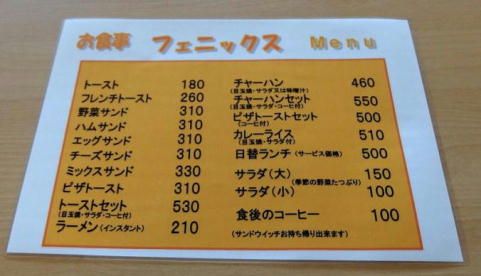 お食事 フェニックス Menu
トースト 180
フレンチトースト 260
野菜サンド 310
ハムサンド 310
エッグサンド 310
チーズサンド 310
ミックスサンド 330
ピザトースト 310
トーストセット 530
(目玉焼・サラダ・コーヒ付)
ラーメン(インスタント) 210
チャーハン 460
(目玉焼・サラダ又は味噌汁)
チャーハンセット 550
(目玉焼・サラダ・コーヒ付)
ピザトーストセット 500
(コーヒ付)
カレーライス 510
(目玉焼・サラダ付)
日替ランチ(サービス価格) 500
サラダ(大) 150
(季節の野菜たっぷり)
サラダ(小) 100
食後のコーヒー 100
(サンドウイッチお持ち帰り出来ます)